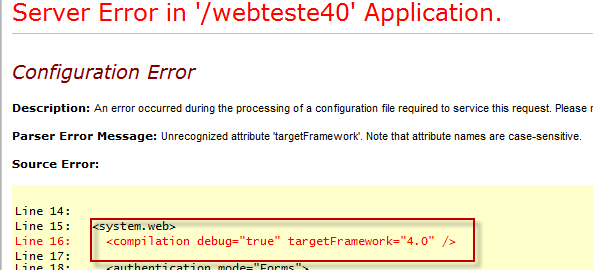 Server Error in '/webteste40' Application.
Configuration Error
Description: An error occurred during the processing of a configuration file required to service this request. Please
Parser Error Message: Unrecognized attribute 'targetFramework'. Note that attribute names are case-sensitive.
Source Error:
Line 14:
Line 15: <system.web>
Line 16: <compilation debug="true" targetFramework="4.0" />
Line 17:
Line 18: <authentication mode="Forms">